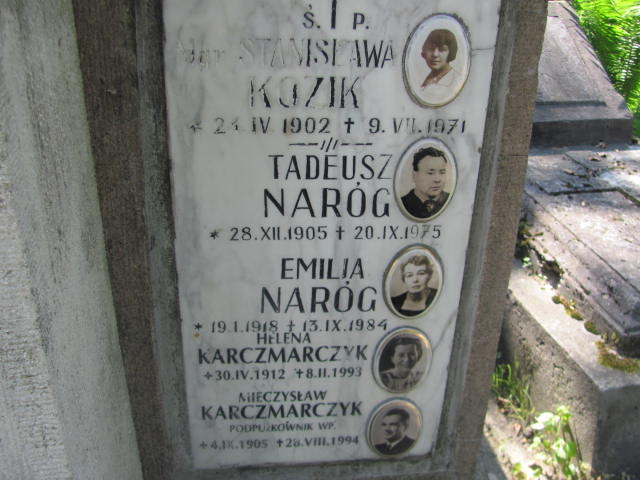 Ś. P.
Mgr STANISŁAWA
KOZIK
* 24 IV 1902 † 9.VII.1971
TADEUSZ
NARÓG
* 28.XII.1905 † 20.IX.1975
EMILIA
NARÓG
* 19.I.1918 † 13.IX.1984
HELENA
KARCZMARCZYK
*30.IV.1912 †8.II.1993
MIECZYSŁAW
KARCZMARCZYK
PODPUŁKOWNIK WP.
*4.IX.1905 †28.VIII.1994